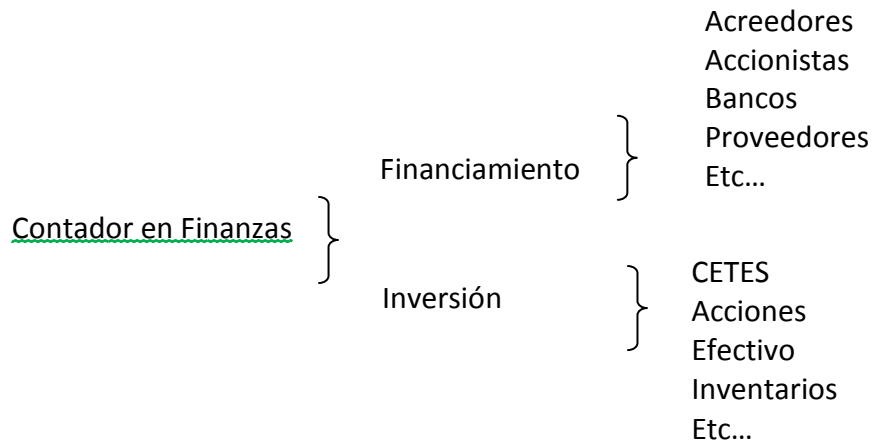 Contador en Finanzas
Financiamiento
Acreedores
Accionistas
Bancos
Proveedores
Etc...
Inversión
CETES
Acciones
Efectivo
Inventarios
Etc...